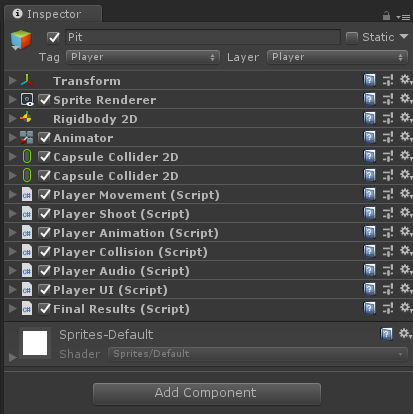 Inspector
Pit Static
Tag Player Layer Player
Transform
Sprite Renderer
Rigidbody 2D
Animator
Capsule Collider 2D
Capsule Collider 2D
Player Movement (Script)
Player Shoot (Script)
Player Animation (Script)
Player Collision (Script)
Player Audio (Script)
Player UI (Script)
Final Results (Script)
Sprites-Default
Shader Sprites/Default
Add Component